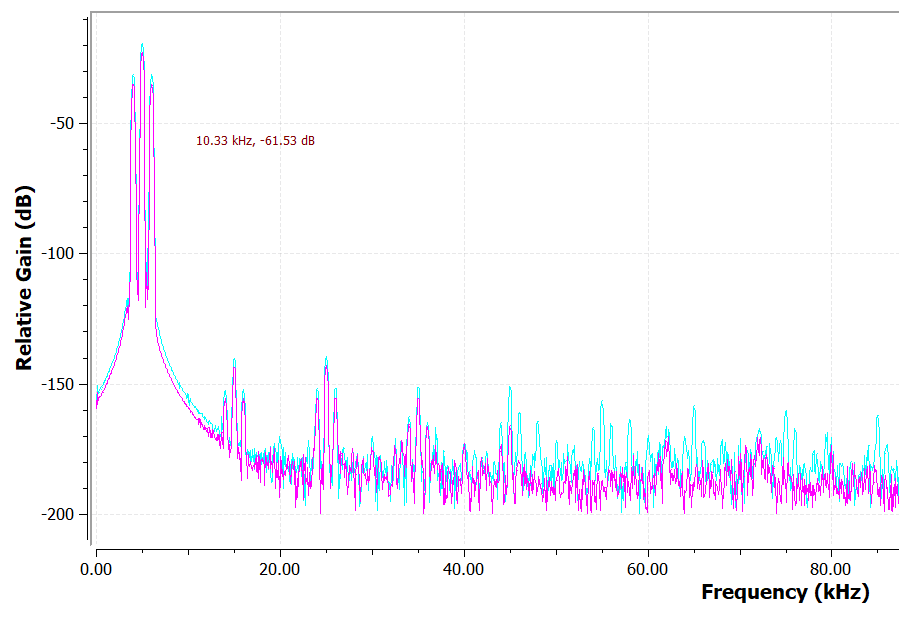 -50
10.33 kHz, -61.53 dB
-100
-150
-200
Relative Gain (dB)
0.00 20.00 40.00 60.00 80.00
Frequency (kHz)